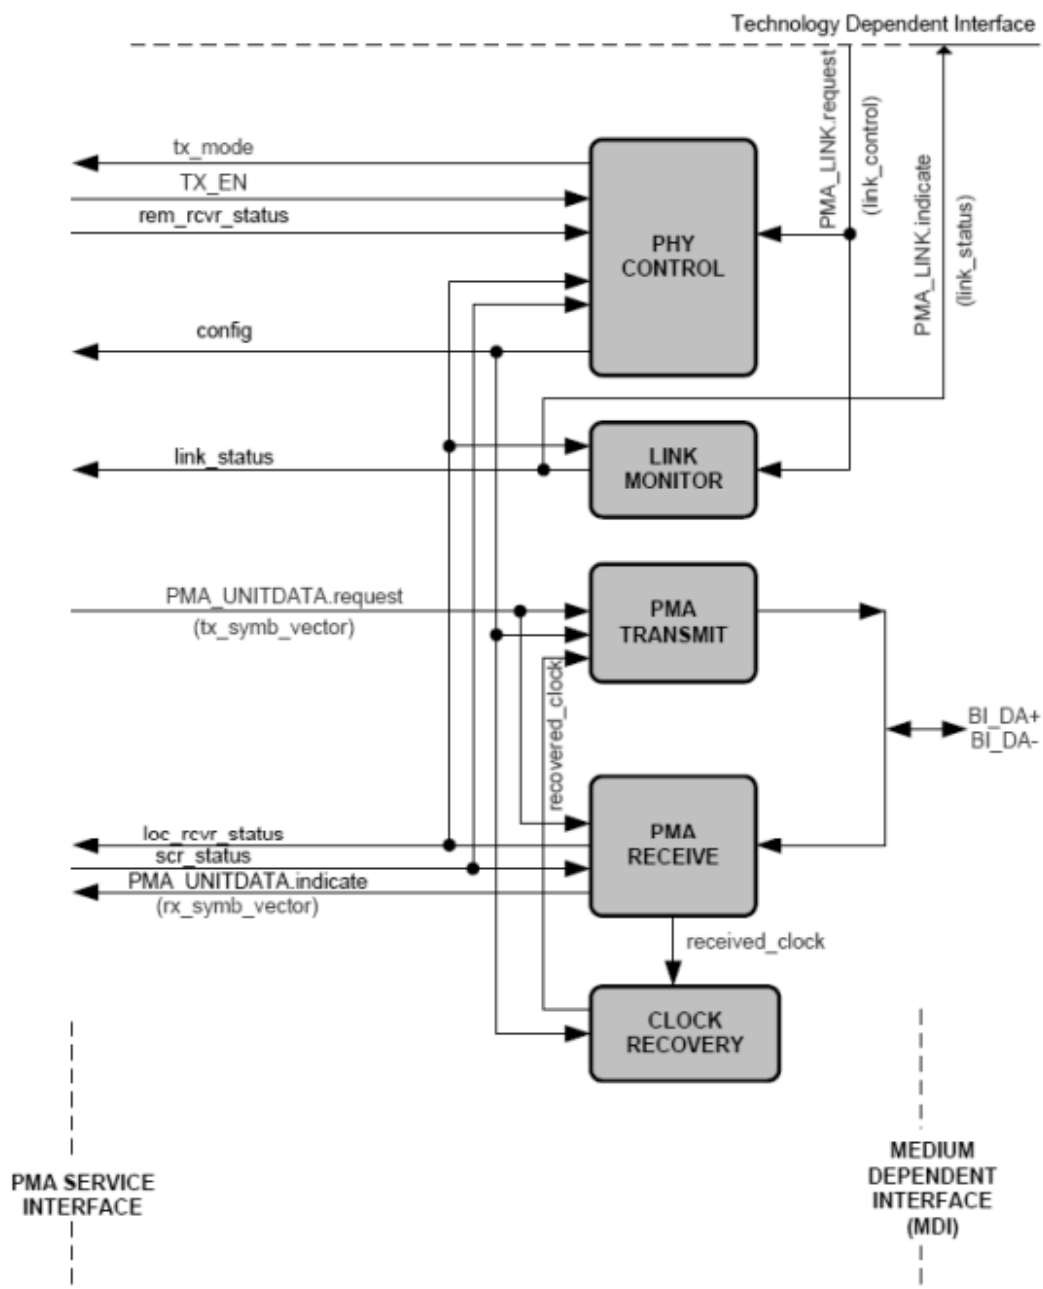 Technology Dependent Interface
PMA_LINK.request
(link_control)
PMA_LINK.indicate
(link_status)
tx_mode
TX_EN
rem_rcvr_status
PHY
CONTROL
config
link_status
LINK
MONITOR
PMA_UNITDATA.request
(tx_symb_vector)
PMA
TRANSMIT
recovered_clock
BI_DA+
BI_DA-
loc_rcvr_status
scr_status
PMA_UNITDATA.indicate
(rx_symb_vector)
PMA
RECEIVE
received_clock
CLOCK
RECOVERY
PMA SERVICE
INTERFACE
MEDIUM
DEPENDENT
INTERFACE
(MDI)